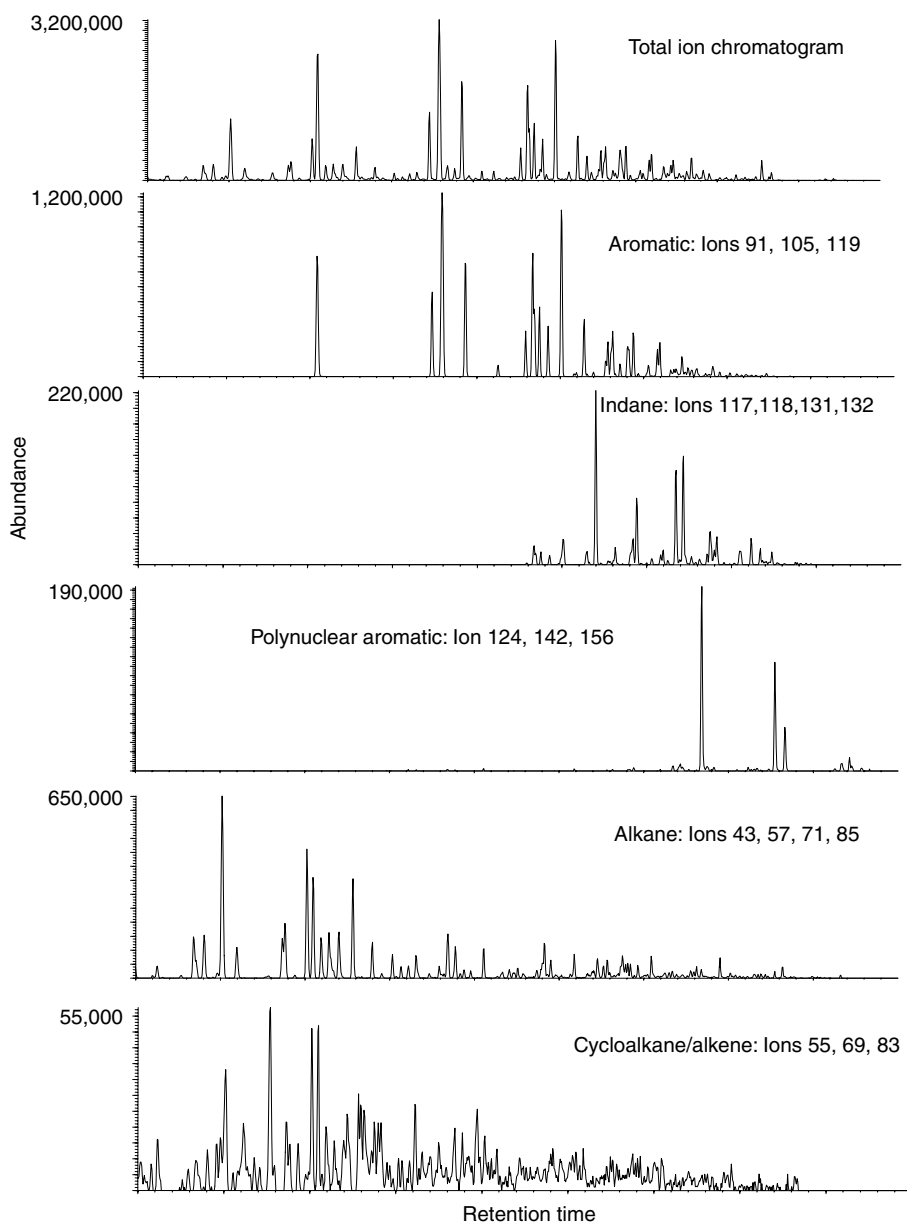 3,200,000
Total ion chromatogram
1,200,000
Aromatic: Ions 91, 105, 119
220,000
Indane: Ions 117,118,131,132
Abundance
190,000
Polynuclear aromatic: Ion 124, 142, 156
650,000
Alkane: Ions 43, 57, 71, 85
55,000
Cycloalkane/alkene: Ions 55, 69, 83
Retention time